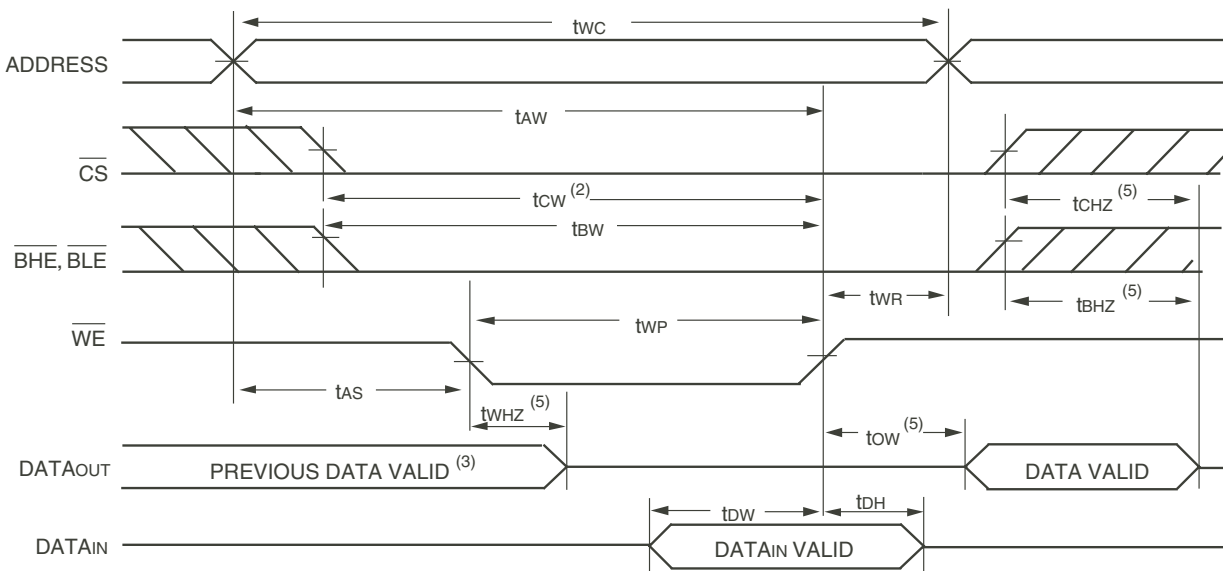 tWC
ADDRESS
tAW
CS
tCW (2)
tCHZ (5)
tBW
BHE, BLE
tWR
tBHZ (5)
tWP
WE
tAS
tWHZ (5)
tOW (5)
DATAOUT
PREVIOUS DATA VALID (3)
DATA VALID
tDW
tDH
DATAIN
DATAIN VALID